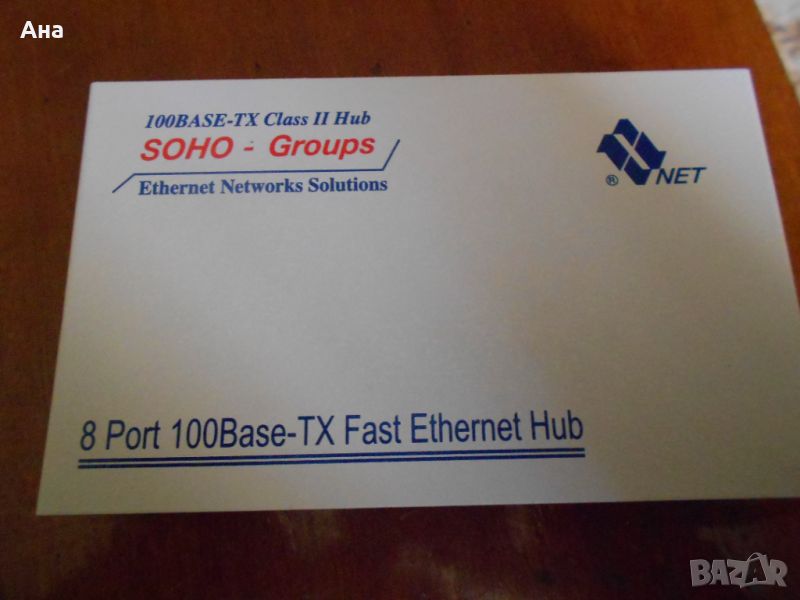 Ана
100BASE-TX Class II Hub
SOHO - Groups
Ethernet Networks Solutions
® NET
8 Port 100Base-TX Fast Ethernet Hub
BAZAR